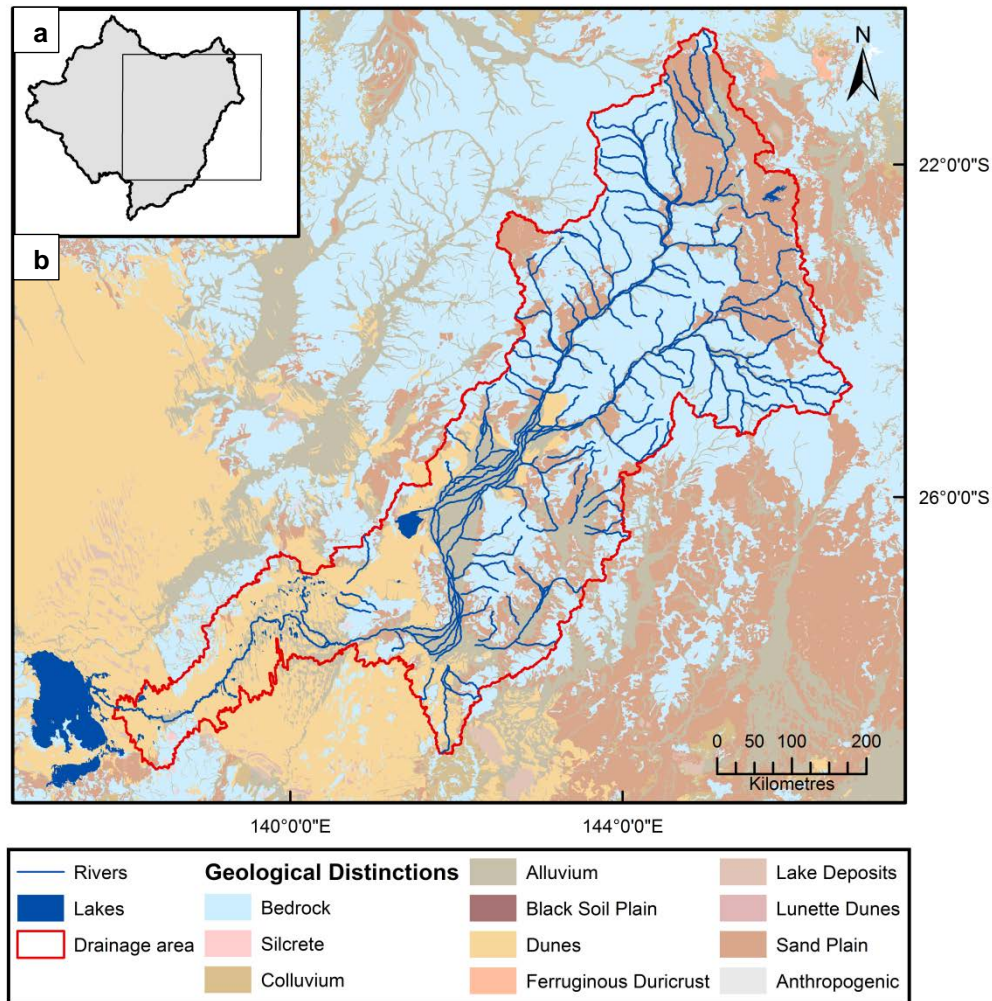 a
b
N
22°0'0"S
26°0'0"S
0 50 100 200
Kilometres
140°0'0"E 144°0'0"E
Rivers
Lakes
Drainage area
Geological Distinctions
Bedrock
Silcrete
Colluvium
Alluvium
Black Soil Plain
Dunes
Ferruginous Duricrust
Lake Deposits
Lunette Dunes
Sand Plain
Anthropogenic